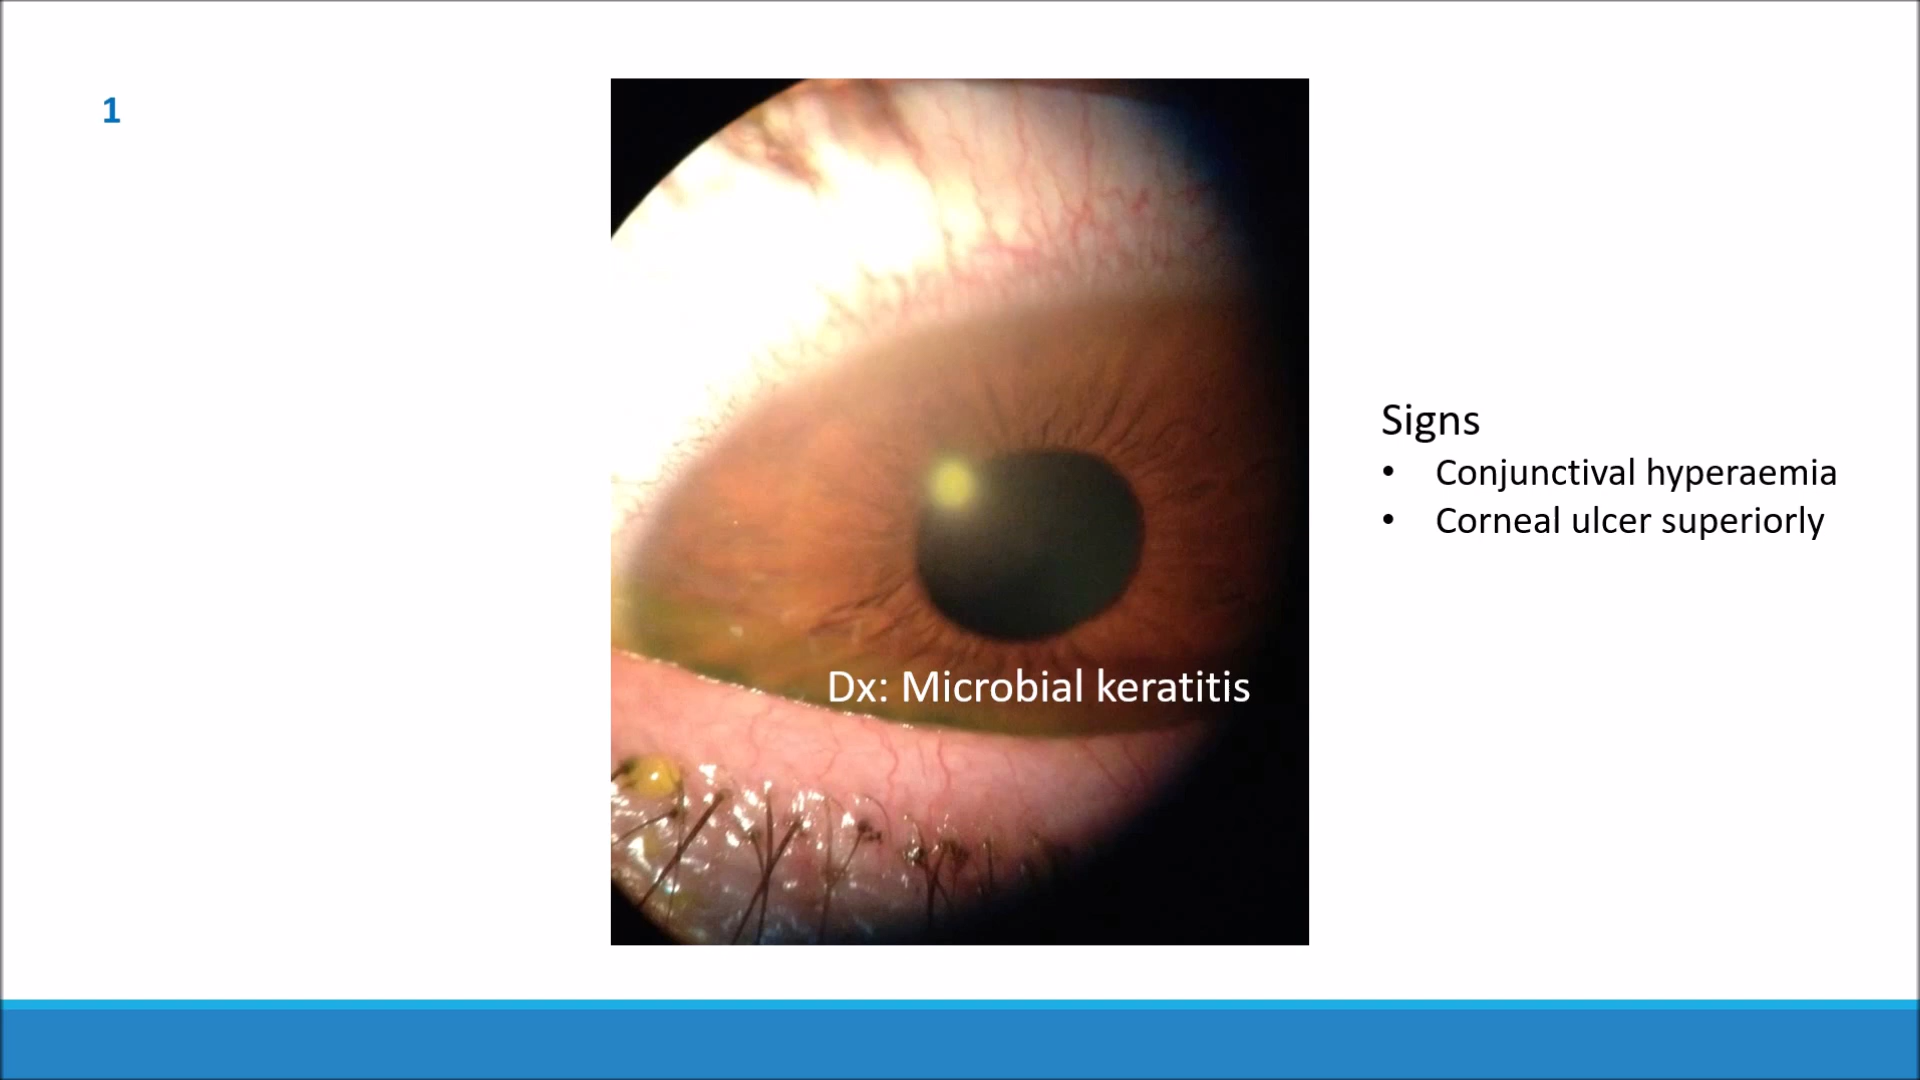 1
Signs
• Conjunctival hyperaemia
• Corneal ulcer superiorly
Dx: Microbial keratitis